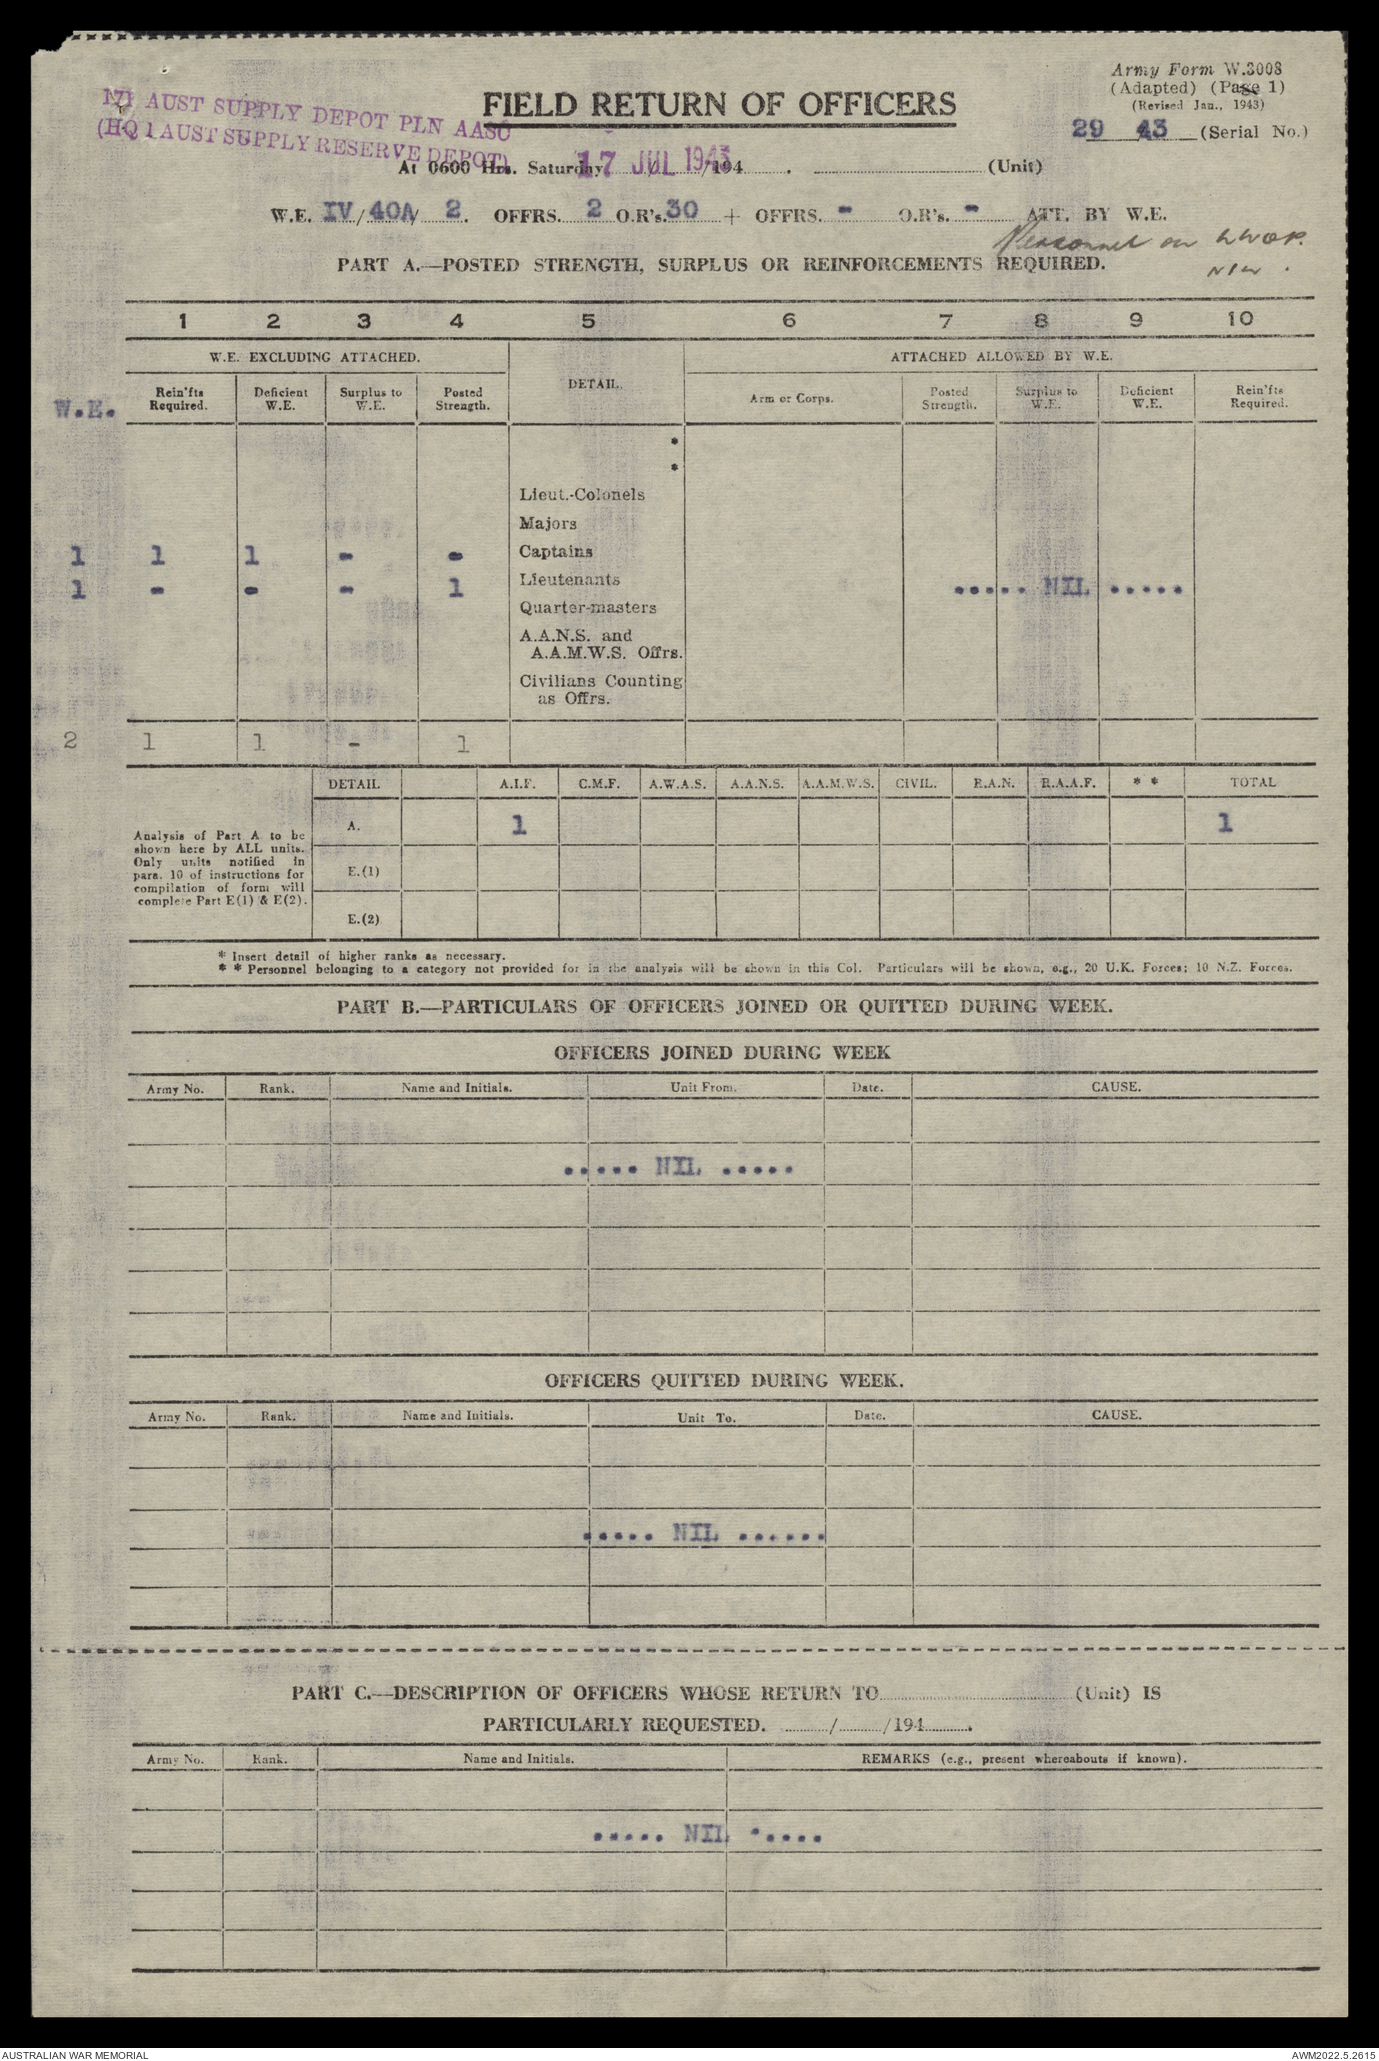 Army Form W.3008
(Adapted) (Page 1)
(Revised Jan., 1943)
29 43 (Serial No.)
171 AUST SUPPLY DEPOT PLN AASC
(HQ 1 AUST SUPPLY RESERVE DEPOT)
FIELD RETURN OF OFFICERS
At 0600 Hrs. Saturday 17 JUL 1943 /194 . (Unit)
W.E. IV/40A/ 2. OFFRS. 2 O.R's. 30 + OFFRS. - O.R's. - ATT. BY W.E.
Personnel on LWOP.
NIL.
PART A.—POSTED STRENGTH, SURPLUS OR REINFORCEMENTS REQUIRED.
1 2 3 4 5 6 7 8 9 10
W.E. EXCLUDING ATTACHED. DETAIL. ATTACHED ALLOWED BY W.E.
W.E. Rein'fts Required. Deficient W.E. Surplus to W.E. Posted Strength. Arm or Corps. Posted Strength. Surplus to W.E. Deficient W.E. Rein'fts Required.
*
*
Lieut.-Colonels
Majors
1 1 1 - - Captains
1 - - - 1 Lieutenants ..... NIL .....
Quarter-masters
A.A.N.S. and
A.A.M.W.S. Offrs.
Civilians Counting
as Offrs.
2 1 1 - 1
DETAIL A.I.F. C.M.F. A.W.A.S. A.A.N.S. A.A.M.W.S. CIVIL. R.A.N. R.A.A.F. * * TOTAL
A. 1 1
E.(1)
E.(2)
Analysis of Part A to be
shown here by ALL units.
Only units notified in
para. 10 of instructions for
compilation of form will
complete Part E(1) & E(2).
* Insert detail of higher ranks as necessary.
* * Personnel belonging to a category not provided for in the analysis will be shown in this Col. Particulars will be shown, e.g., 20 U.K. Forces; 10 N.Z. Forces.
PART B.—PARTICULARS OF OFFICERS JOINED OR QUITTED DURING WEEK.
OFFICERS JOINED DURING WEEK
Army No. Rank. Name and Initials. Unit From. Date. CAUSE.
..... NIL .....
OFFICERS QUITTED DURING WEEK.
Army No. Rank. Name and Initials. Unit To. Date. CAUSE.
..... NIL ......
PART C.—DESCRIPTION OF OFFICERS WHOSE RETURN TO (Unit) IS
PARTICULARLY REQUESTED. / /194 .
Army No. Rank. Name and Initials. REMARKS (e.g., present whereabouts if known).
..... NIL .....
AUSTRALIAN WAR MEMORIAL AWM2022.5.2615